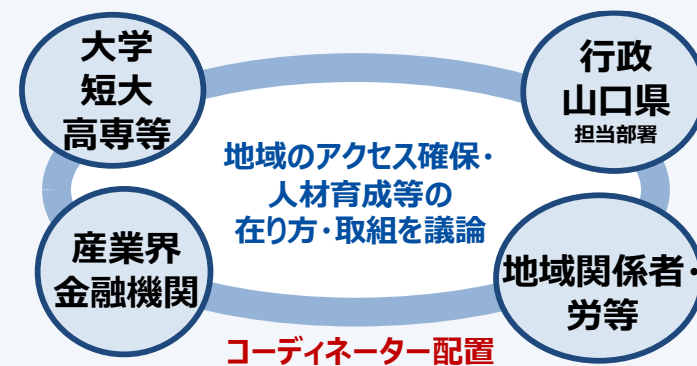 大学
短大
高専等
行政
山口県
担当部署
地域のアクセス確保・
人材育成等の
在り方・取組を議論
産業界
金融機関
地域関係者・
労等
コーディネーター配置